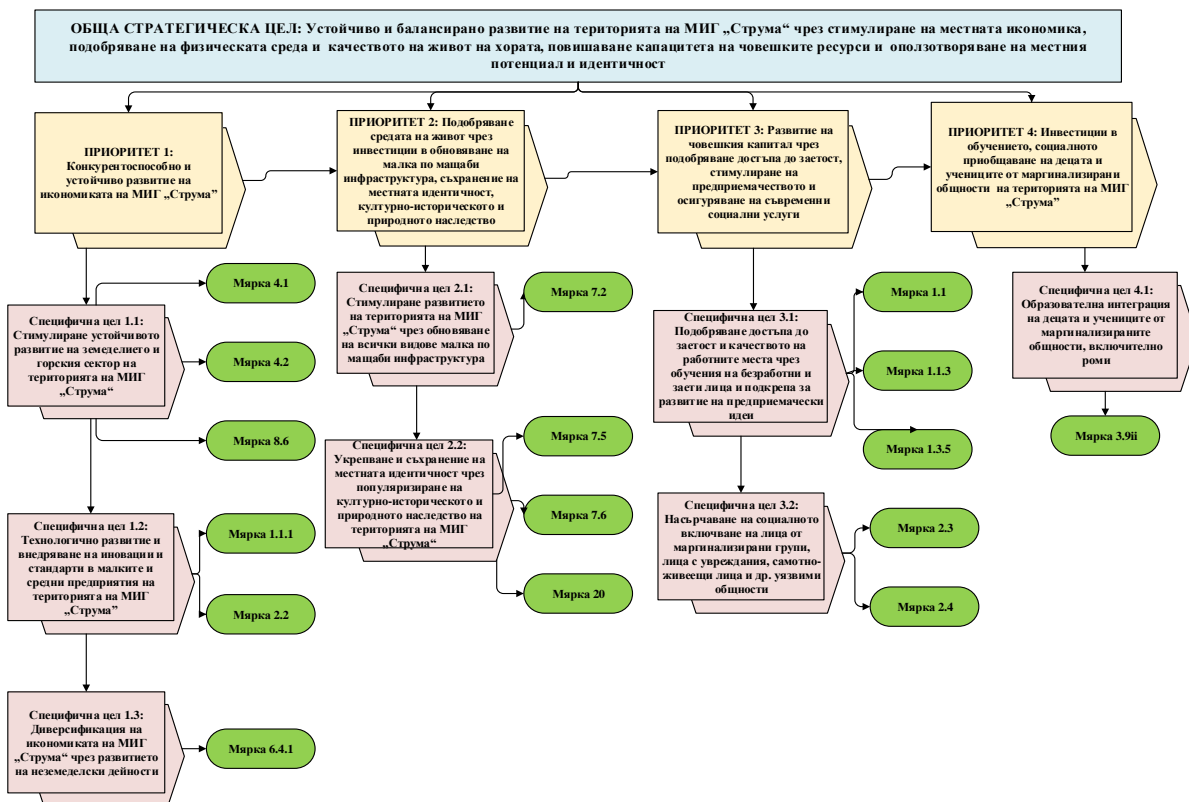 ОБЩА СТРАТЕГИЧЕСКА ЦЕЛ: Устойчиво и балансирано развитие на територията на МИГ „Струма“ чрез стимулиране на местната икономика,
подобряване на физическата среда и качеството на живот на хората, повишаване капацитета на човешките ресурси и оползотворяване на местния
потенциал и идентичност
ПРИОРИТЕТ 1:
Конкурентоспособно и
устойчиво развитие на
икономиката на МИГ „Струма”
ПРИОРИТЕТ 2: Подобряване
средата на живот чрез
инвестиции в обновяване на
малка по мащаби
инфраструктура, съхранение на
местната идентичност,
културно-историческото и
природното наследство
ПРИОРИТЕТ 3: Развитие на
човешкия капитал чрез
подобряване достъпа до заетост,
стимулиране на
предприемачеството и
осигуряване на съвременни
социални услуги
ПРИОРИТЕТ 4: Инвестиции в
обучението, социалното
приобщаване на децата и
учениците от маргинализирани
общности на територията на МИГ
„Струма”
Специфична цел 1.1:
Стимулиране устойчивото
развитие на земеделието и
горския сектор на
територията на МИГ
„Струма“
Мярка 4.1
Мярка 4.2
Мярка 8.6
Специфична цел 1.2:
Технологично развитие и
внедряване на иновации и
стандарти в малките и
средни предприятия на
територията на МИГ
„Струма”
Мярка 1.1.1
Мярка 2.2
Специфична цел 1.3:
Диверсификация на
икономиката на МИГ
„Струма“ чрез развитието
на неземеделски дейности
Мярка 6.4.1
Специфична цел 2.1:
Стимулиране развитието
на територията на МИГ
„Струма“ чрез обновяване
на всички видове малка по
мащаби инфраструктура
Мярка 7.2
Специфична цел 2.2:
Укрепване и съхранение на
местната идентичност чрез
популяризиране на
културно-историческото и
природното наследство на
територията на МИГ
„Струма“
Мярка 7.5
Мярка 7.6
Мярка 20
Специфична цел 3.1:
Подобряване достъпа до
заетост и качеството на
работните места чрез
обучения на безработни и
заети лица и подкрепа за
развитие на предприемачески
идеи
Мярка 1.1
Мярка 1.1.3
Мярка 1.3.5
Специфична цел 3.2:
Насърчаване на социалното
включване на лица от
маргинализирани групи,
лица с увреждания, самотно-
живеещи лица и др. уязвими
общности
Мярка 2.3
Мярка 2.4
Специфична цел 4.1:
Образователна интеграция
на децата и учениците от
маргинализираните
общности, включително
роми
Мярка 3.9ii